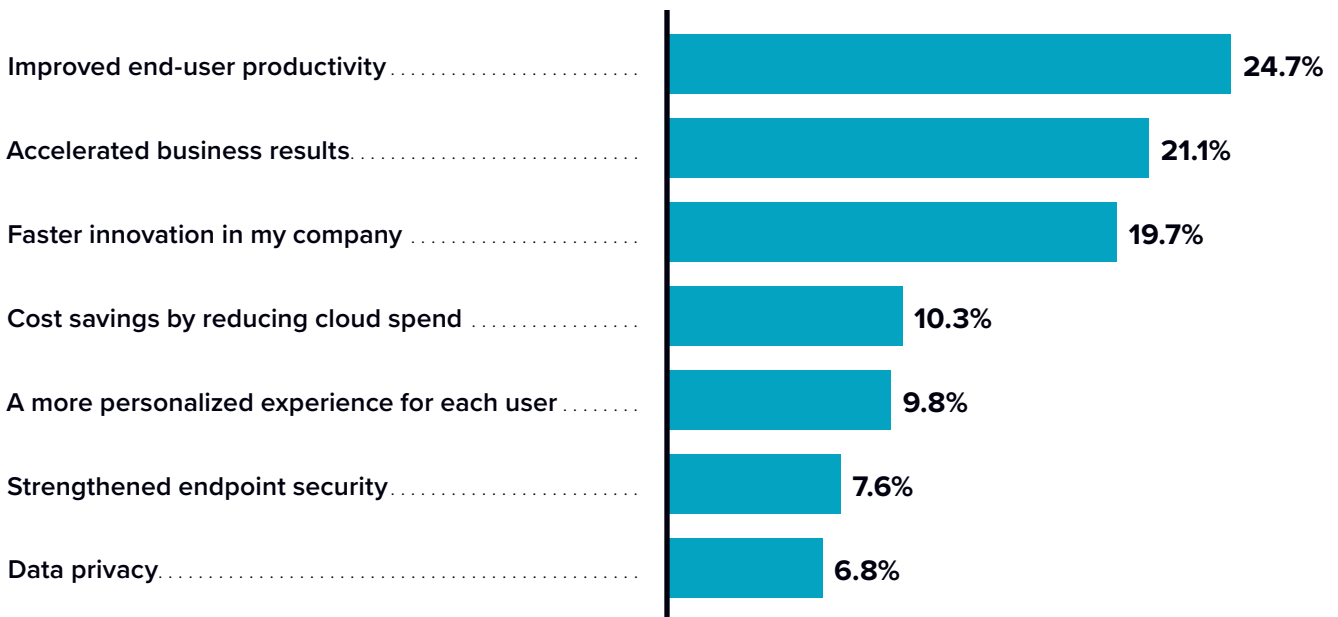 Improved end-user productivity ........................ 24.7%
Accelerated business results............................ 21.1%
Faster innovation in my company ....................... 19.7%
Cost savings by reducing cloud spend ................. 10.3%
A more personalized experience for each user ........ 9.8%
Strengthened endpoint security......................... 7.6%
Data privacy................................................ 6.8%